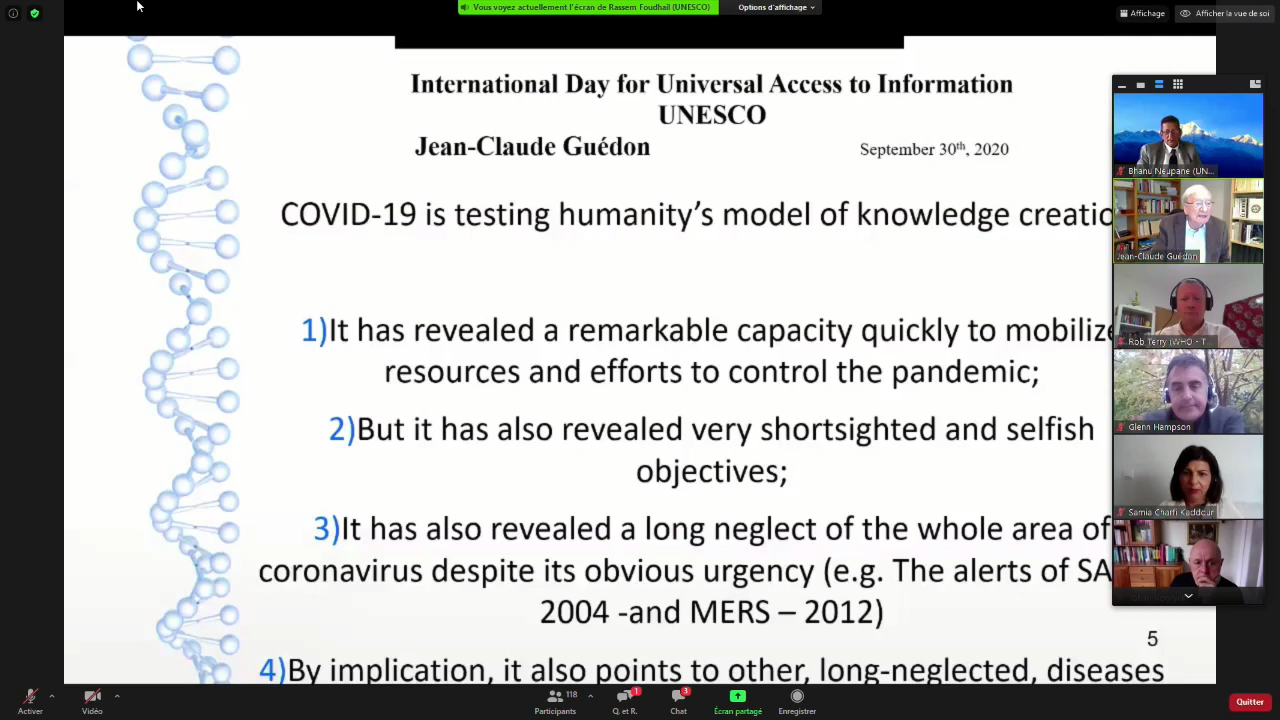 Vous voyez actuellement l'écran de Rassem Foudhail (UNESCO)
Options d'affichage
Affichage
Afficher la vue de soi
International Day for Universal Access to Information
UNESCO
Jean-Claude Guédon
September 30th, 2020
COVID-19 is testing humanity's model of knowledge creatio
1)It has revealed a remarkable capacity quickly to mobilize
resources and efforts to control the pandemic;
2)But it has also revealed very shortsighted and selfish
objectives;
3)It has also revealed a long neglect of the whole area of
coronavirus despite its obvious urgency (e.g. The alerts of SA
2004 -and MERS – 2012)
5
4)By implication, it also points to other, long-neglected, diseases
Bhanu Neupane (UN...
Jean-Claude Guédon
Rob Terry (WHO - T
Glenn Hampson
Samia Charfi Kaddour
Activer
Vidéo
118
Participants
1
Q. et R.
3
Chat
Écran partagé
Enregistrer
Quitter